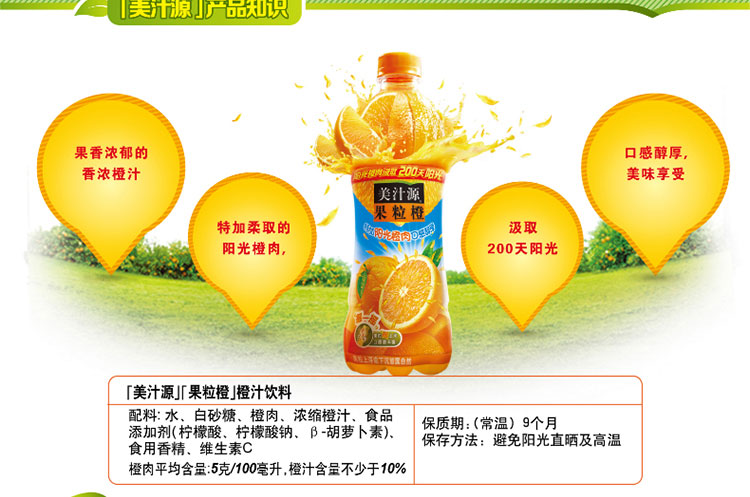 「美汁源」产品知识
果香浓郁的
香浓橙汁
特加柔取的
阳光橙肉,
200天阳光
美汁源
果粒橙
阳光橙肉
汲取
200天阳光
口感醇厚,
美味享受
「美汁源」「果粒橙」橙汁饮料
配料: 水、白砂糖、橙肉、浓缩橙汁、食品
添加剂(柠檬酸、柠檬酸钠、β-胡萝卜素)、
食用香精、维生素C
橙肉平均含量:5克/100毫升,橙汁含量不少于10%
保质期:(常温) 9个月
保存方法: 避免阳光直晒及高温